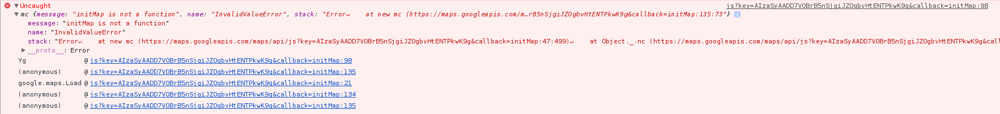 Uncaught js?key=AIzaSyAADD7VOBrB5nSjgiJZOgbvHtENTPkwK9g&callback=initMap:98
mc {message: "initMap is not a function", name: "InvalidValueError", stack: "Error↵    at new mc (https://maps.googleapis.com/m…rB5nSjgiJZOgbvHtENTPkwK9g&callback=initMap:135:73"}
message: "initMap is not a function"
name: "InvalidValueError"
stack: "Error↵    at new mc (https://maps.googleapis.com/maps/api/js?key=AIzaSyAADD7VOBrB5nSjgiJZOgbvHtENTPkwK9g&callback=initMap:47:499)↵    at Object._.nc (https://maps.googleapis.com/maps/api/js?key=AIzaSyAADD7VOBrB5nSjgiJZOgbvHtENTPkwK9g&call
__proto__: Error
Yg @ js?key=AIzaSyAADD7VOBrB5nSjgiJZOgbvHtENTPkwK9g&callback=initMap:98
(anonymous) @ js?key=AIzaSyAADD7VOBrB5nSjgiJZOgbvHtENTPkwK9g&callback=initMap:135
google.maps.Load @ js?key=AIzaSyAADD7VOBrB5nSjgiJZOgbvHtENTPkwK9g&callback=initMap:21
(anonymous) @ js?key=AIzaSyAADD7VOBrB5nSjgiJZOgbvHtENTPkwK9g&callback=initMap:134
(anonymous) @ js?key=AIzaSyAADD7VOBrB5nSjgiJZOgbvHtENTPkwK9g&callback=initMap:135